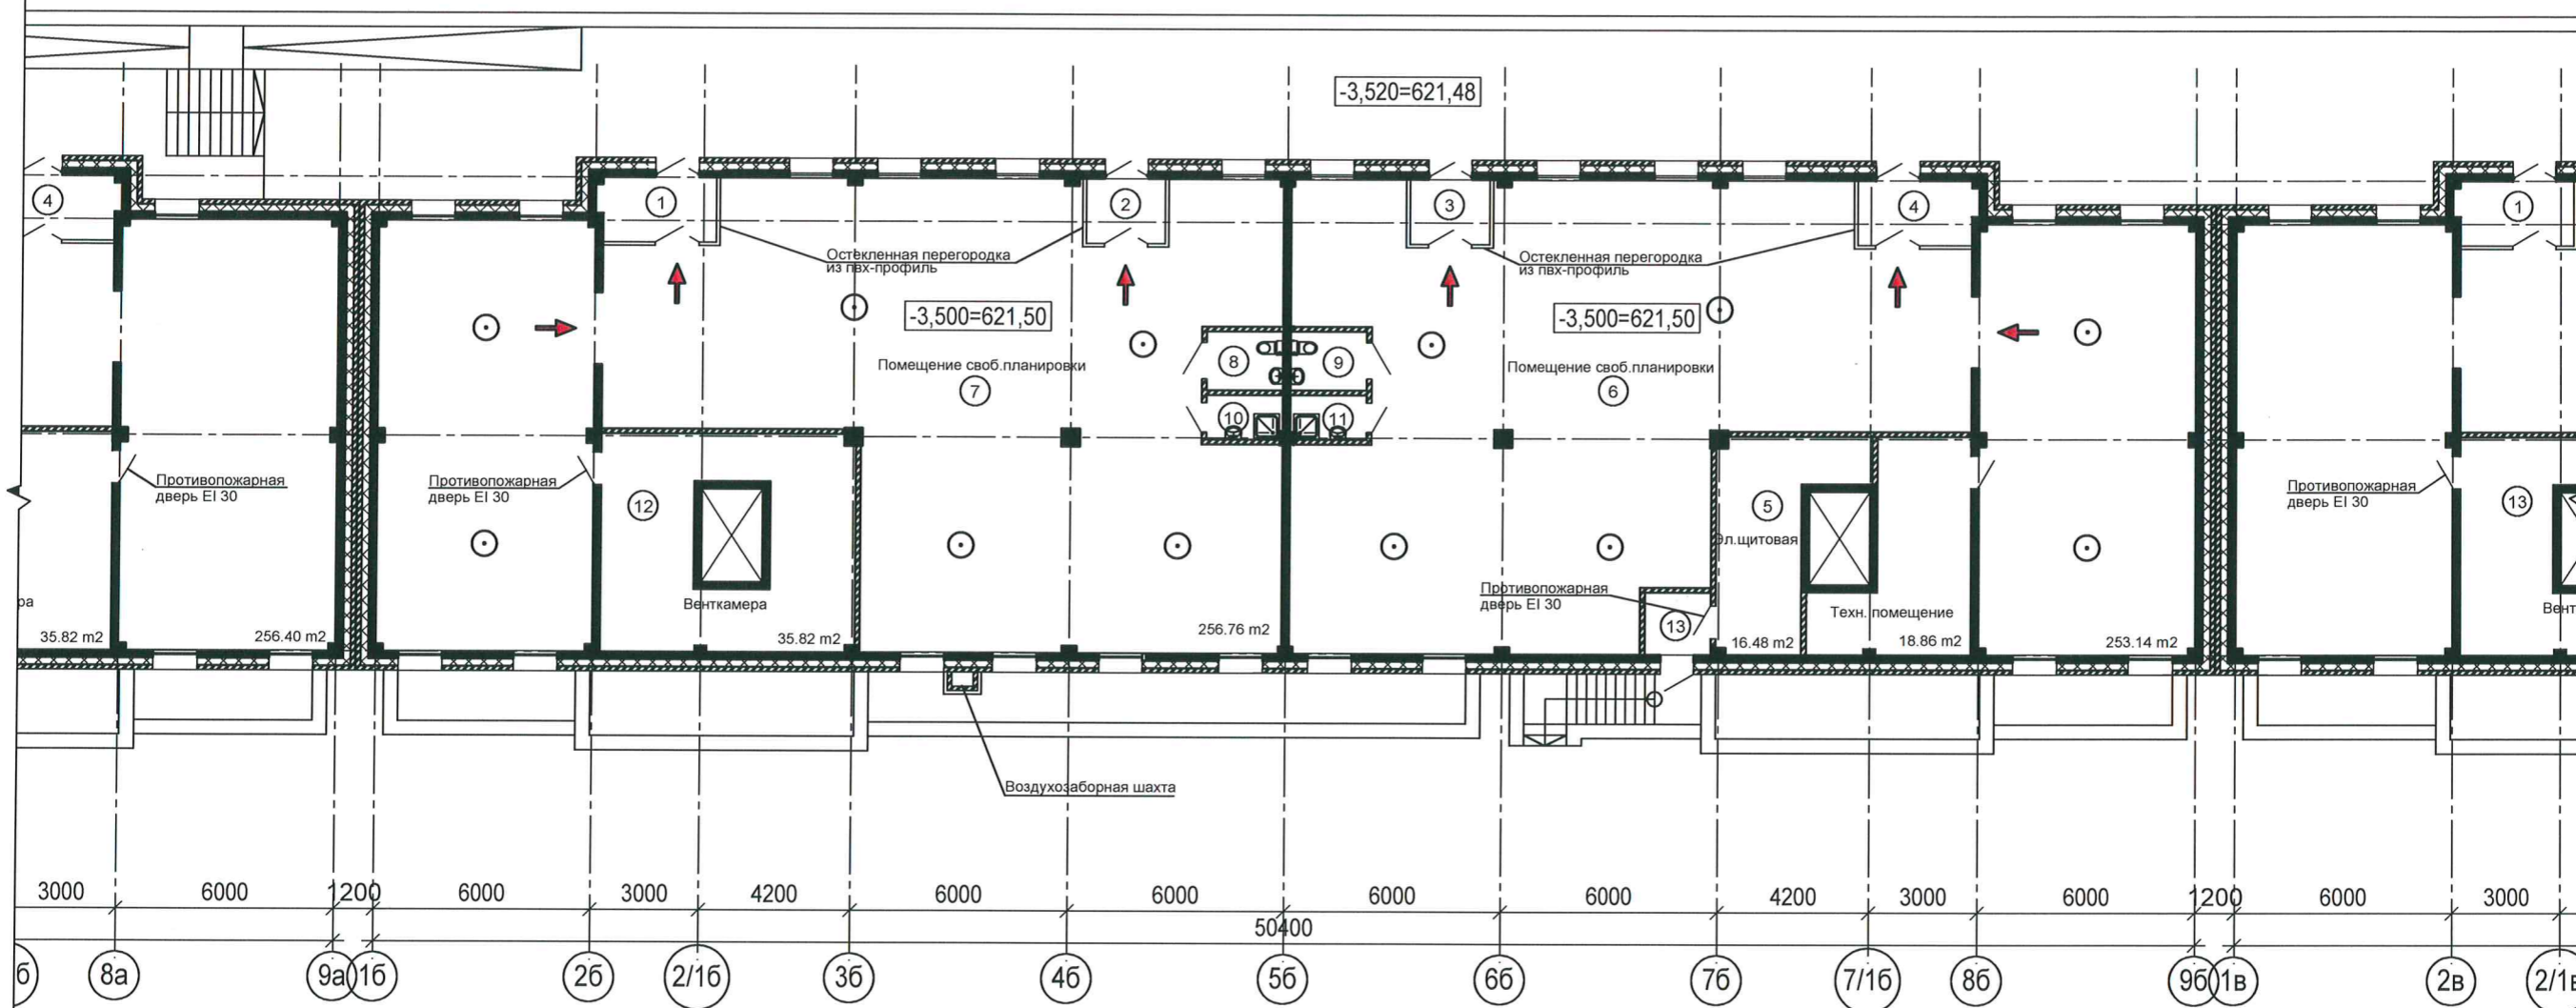 -3,520=621,48
4
1
2
3
4
1
Остекленная перегородка
из пвх-профиль
Остекленная перегородка
из пвх-профиль
-3,500=621,50
-3,500=621,50
Помещение своб.планировки
7
8
9
Помещение своб.планировки
6
10
11
Противопожарная
дверь EI 30
Противопожарная
дверь EI 30
12
5
Эл.щитовая
Противопожарная
дверь EI 30
13
Венткамера
Противопожарная
дверь EI 30
13
Техн. помещение
ра
Вент
35.82 m2
256.40 m2
35.82 m2
256.76 m2
16.48 m2
18.86 m2
253.14 m2
Воздухозаборная шахта
3000 6000 1200 6000 3000 4200 6000 6000 6000 6000 4200 3000 6000 1200 6000 3000
50400
б 8а 9а 1б 2б 2/1б 3б 4б 5б 6б 7б 7/1б 8б 9б 1в 2в 2/1в